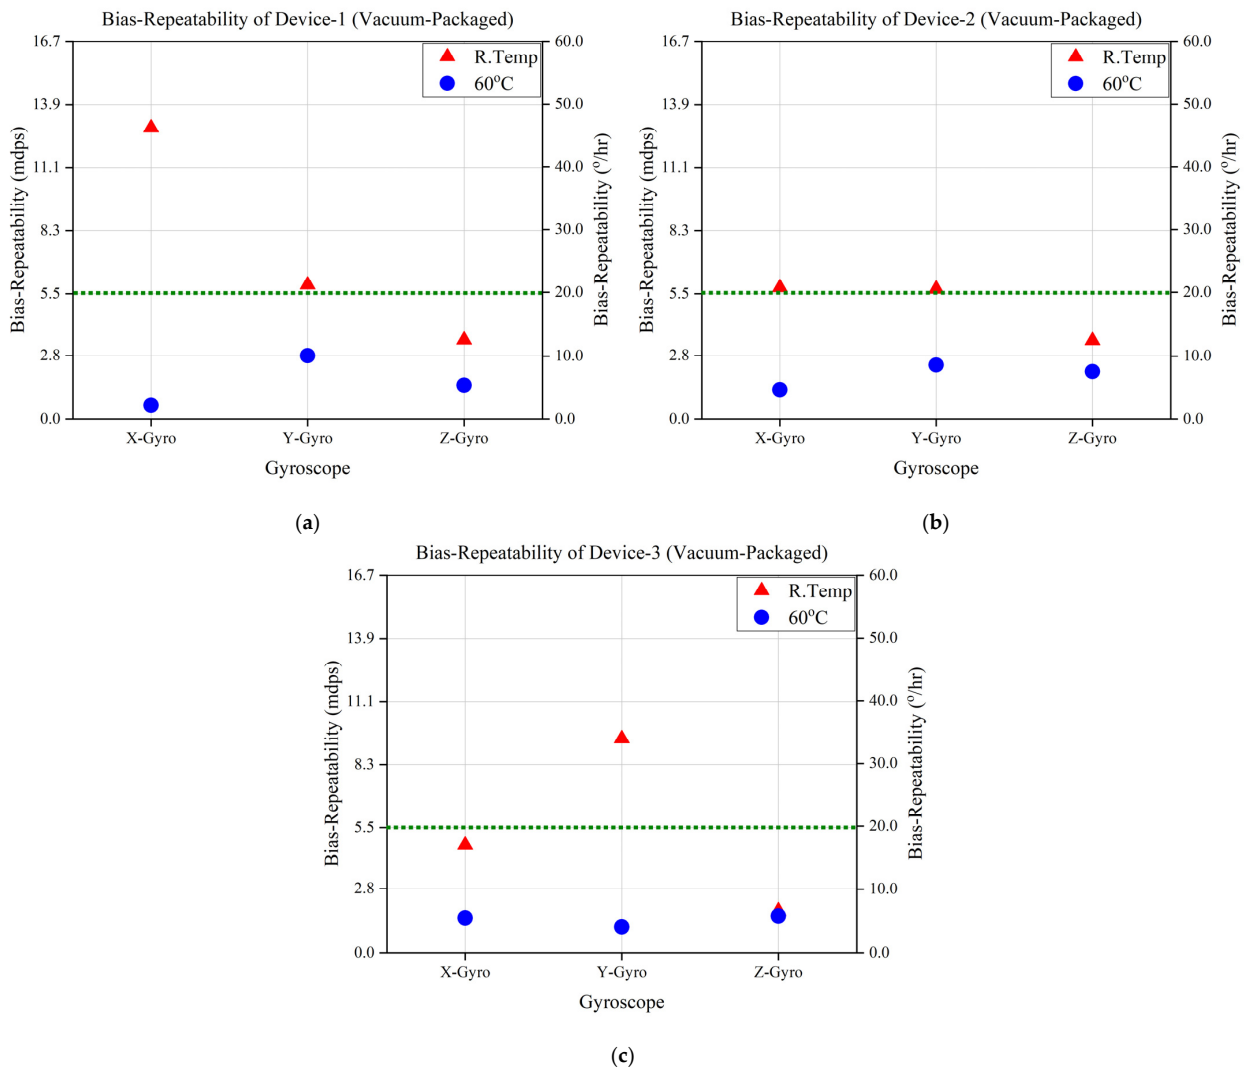 Bias-Repeatability of Device-1 (Vacuum-Packaged)
Bias-Repeatability (mdps)
16.7
13.9
11.1
8.3
5.5
2.8
0.0
R.Temp
60°C
60.0
50.0
40.0
30.0
20.0
10.0
0.0
Bias-Repeatability (°/hr)
X-Gyro Y-Gyro Z-Gyro
Gyroscope
(a)
Bias-Repeatability of Device-2 (Vacuum-Packaged)
Bias-Repeatability (mdps)
16.7
13.9
11.1
8.3
5.5
2.8
0.0
R.Temp
60°C
60.0
50.0
40.0
30.0
20.0
10.0
0.0
Bias-Repeatability (°/hr)
X-Gyro Y-Gyro Z-Gyro
Gyroscope
(b)
Bias-Repeatability of Device-3 (Vacuum-Packaged)
Bias-Repeatability (mdps)
16.7
13.9
11.1
8.3
5.5
2.8
0.0
R.Temp
60°C
60.0
50.0
40.0
30.0
20.0
10.0
0.0
Bias-Repeatability (°/hr)
X-Gyro Y-Gyro Z-Gyro
Gyroscope
(c)